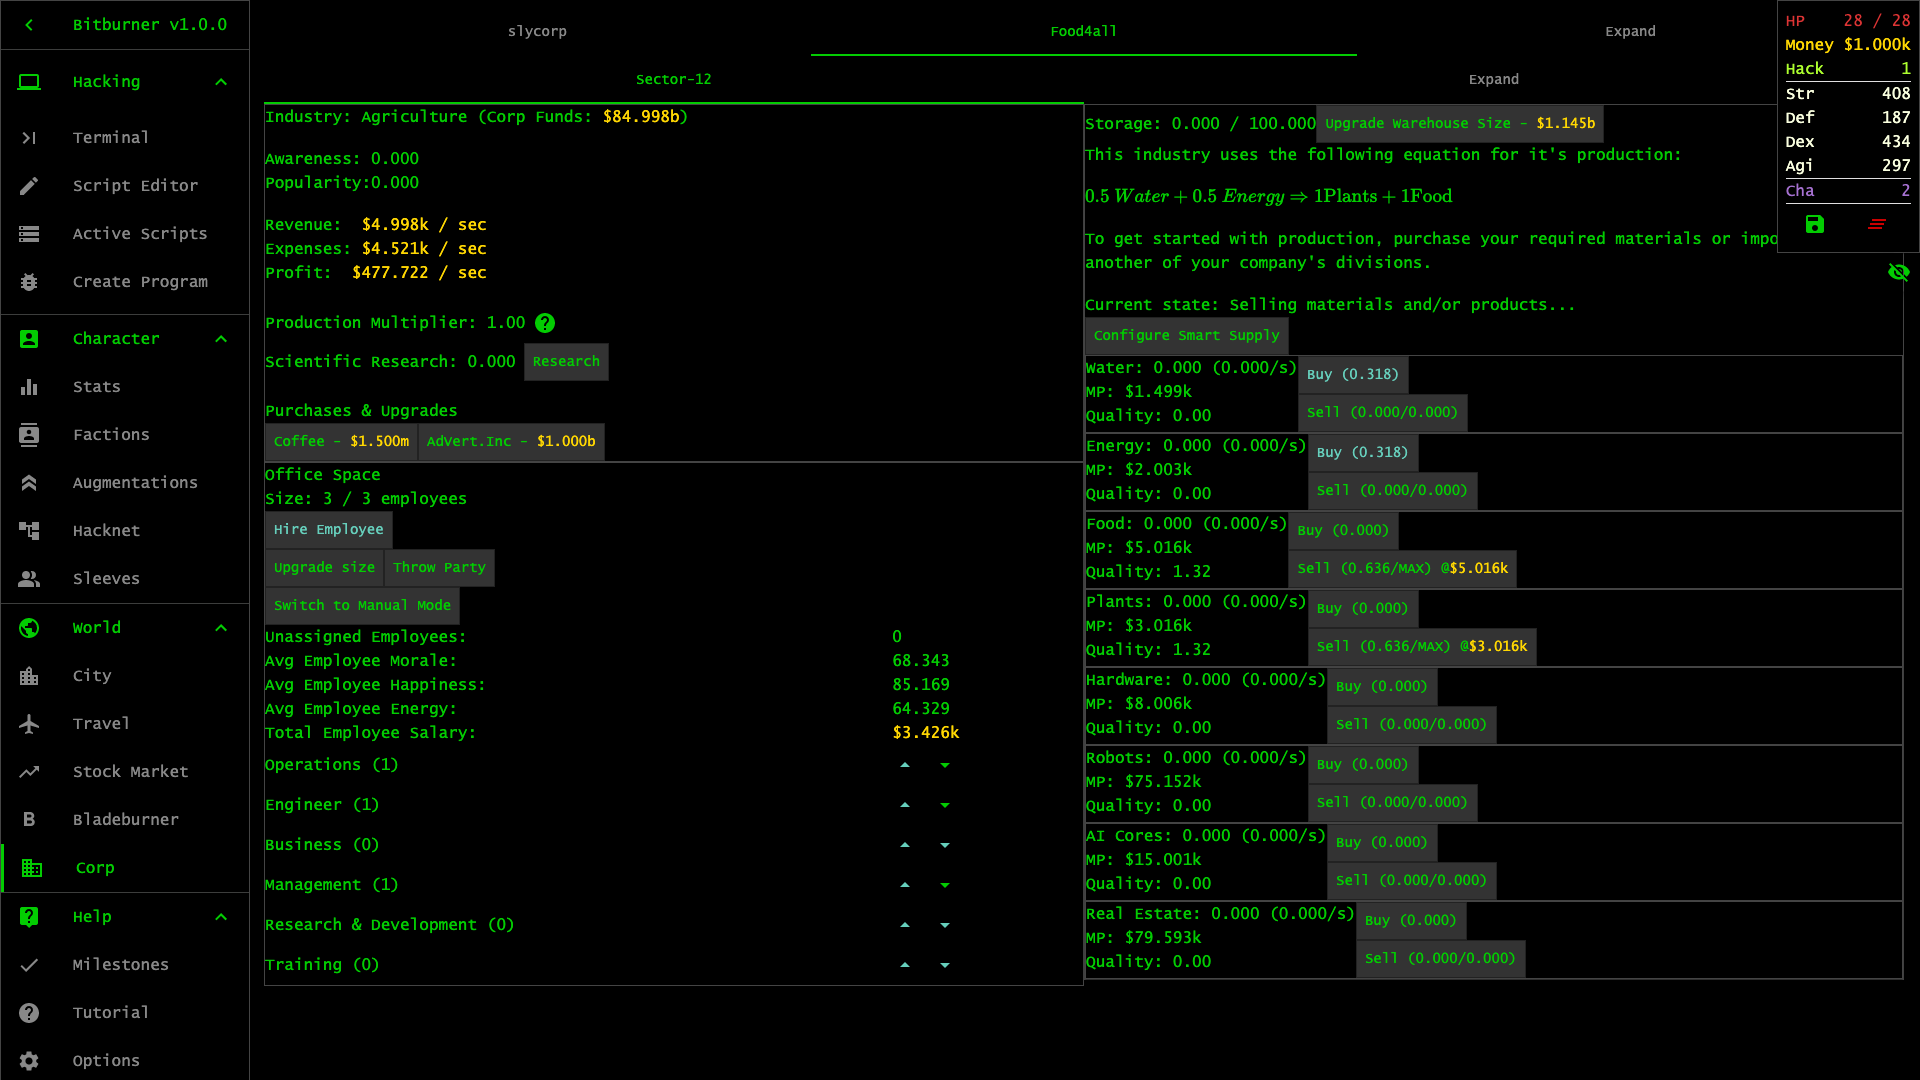 Bitburner v1.0.0
Hacking
Terminal
Script Editor
Active Scripts
Create Program
Character
Stats
Factions
Augmentations
Hacknet
Sleeves
World
City
Travel
Stock Market
Bladeburner
Corp
Help
Milestones
Tutorial
Options
slycorp
Food4all
Expand
Sector-12
Expand
Industry: Agriculture (Corp Funds: $84.998b)
Awareness: 0.000
Popularity:0.000
Revenue: $4.998k / sec
Expenses: $4.521k / sec
Profit: $477.722 / sec
Production Multiplier: 1.00
Scientific Research: 0.000 Research
Purchases & Upgrades
Coffee - $1.500m AdVert.Inc - $1.000b
Office Space
Size: 3 / 3 employees
Hire Employee
Upgrade size Throw Party
Switch to Manual Mode
Unassigned Employees: 0
Avg Employee Morale: 68.343
Avg Employee Happiness: 85.169
Avg Employee Energy: 64.329
Total Employee Salary: $3.426k
Operations (1)
Engineer (1)
Business (0)
Management (1)
Research & Development (0)
Training (0)
Storage: 0.000 / 100.000 Upgrade Warehouse Size - $1.145b
This industry uses the following equation for it's production:
0.5 Water + 0.5 Energy ⇒ 1Plants + 1Food
To get started with production, purchase your required materials or impo
another of your company's divisions.
Current state: Selling materials and/or products...
Configure Smart Supply
Water: 0.000 (0.000/s) Buy (0.318)
MP: $1.499k
Quality: 0.00 Sell (0.000/0.000)
Energy: 0.000 (0.000/s) Buy (0.318)
MP: $2.003k
Quality: 0.00 Sell (0.000/0.000)
Food: 0.000 (0.000/s) Buy (0.000)
MP: $5.016k
Quality: 1.32 Sell (0.636/MAX) @$5.016k
Plants: 0.000 (0.000/s) Buy (0.000)
MP: $3.016k
Quality: 1.32 Sell (0.636/MAX) @$3.016k
Hardware: 0.000 (0.000/s) Buy (0.000)
MP: $8.006k
Quality: 0.00 Sell (0.000/0.000)
Robots: 0.000 (0.000/s) Buy (0.000)
MP: $75.152k
Quality: 0.00 Sell (0.000/0.000)
AI Cores: 0.000 (0.000/s) Buy (0.000)
MP: $15.001k
Quality: 0.00 Sell (0.000/0.000)
Real Estate: 0.000 (0.000/s) Buy (0.000)
MP: $79.593k
Quality: 0.00 Sell (0.000/0.000)
HP 28 / 28
Money $1.000k
Hack 1
Str 408
Def 187
Dex 434
Agi 297
Cha 2